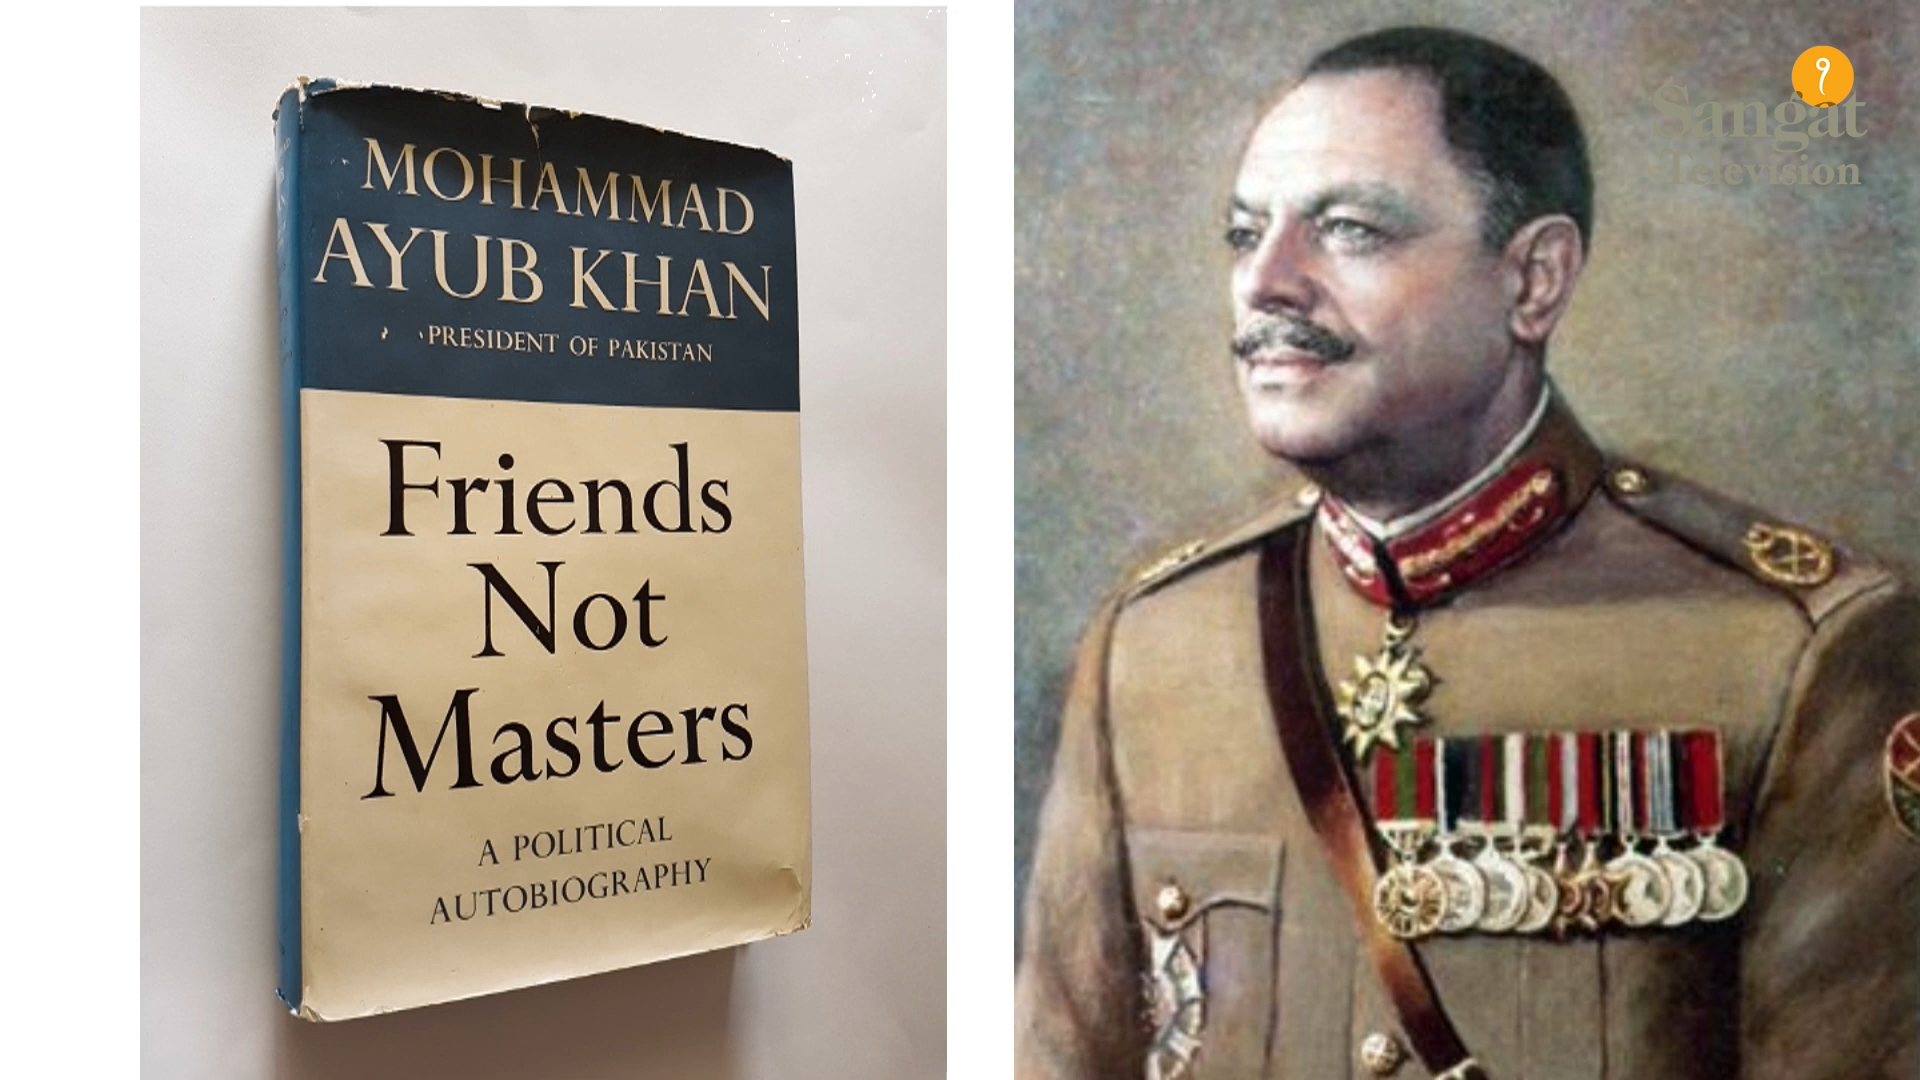 MOHAMMAD
AYUB KHAN
PRESIDENT OF PAKISTAN
Friends
Not
Masters
A POLITICAL
AUTOBIOGRAPHY
Sangat
Television